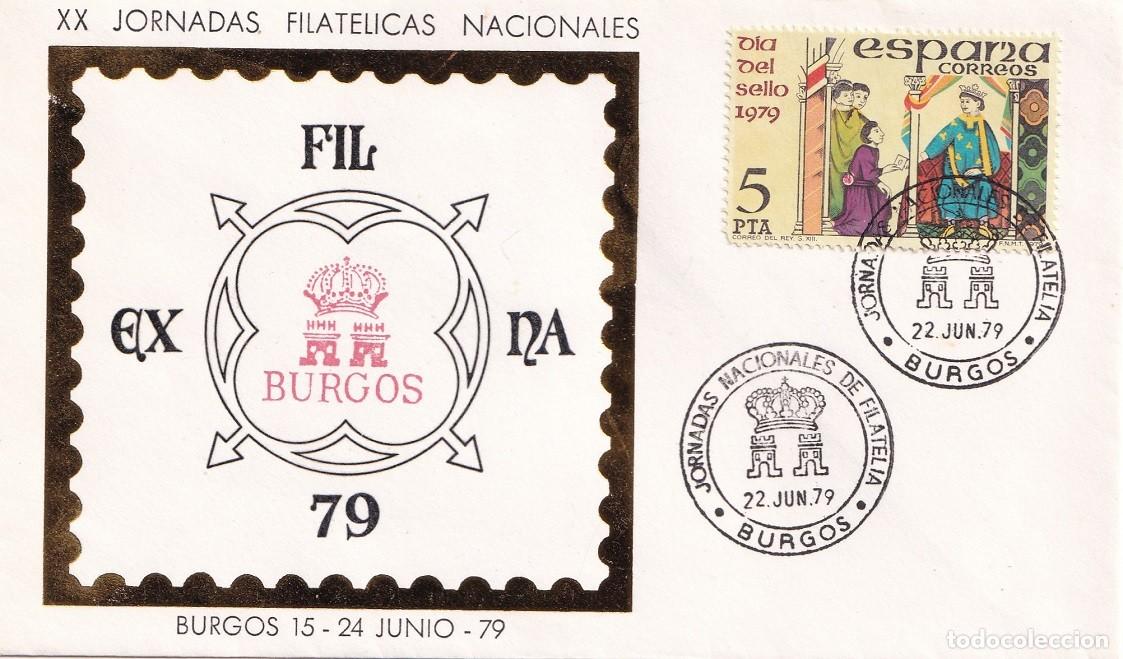 XX JORNADAS FILATELICAS NACIONALES
FIL
EX NA
BURGOS
79
BURGOS 15 - 24 JUNIO - 79
Día
del
sello
1979
españa
CORREOS
5
PTA
CORREO DEL REY. S. XIII.
F.N.M.T.
JORNADAS NACIONALES DE FILATELIA
22.JUN.79
• BURGOS •
JORNADAS NACIONALES DE FILATELIA
22.JUN.79
• BURGOS •
todocoleccion